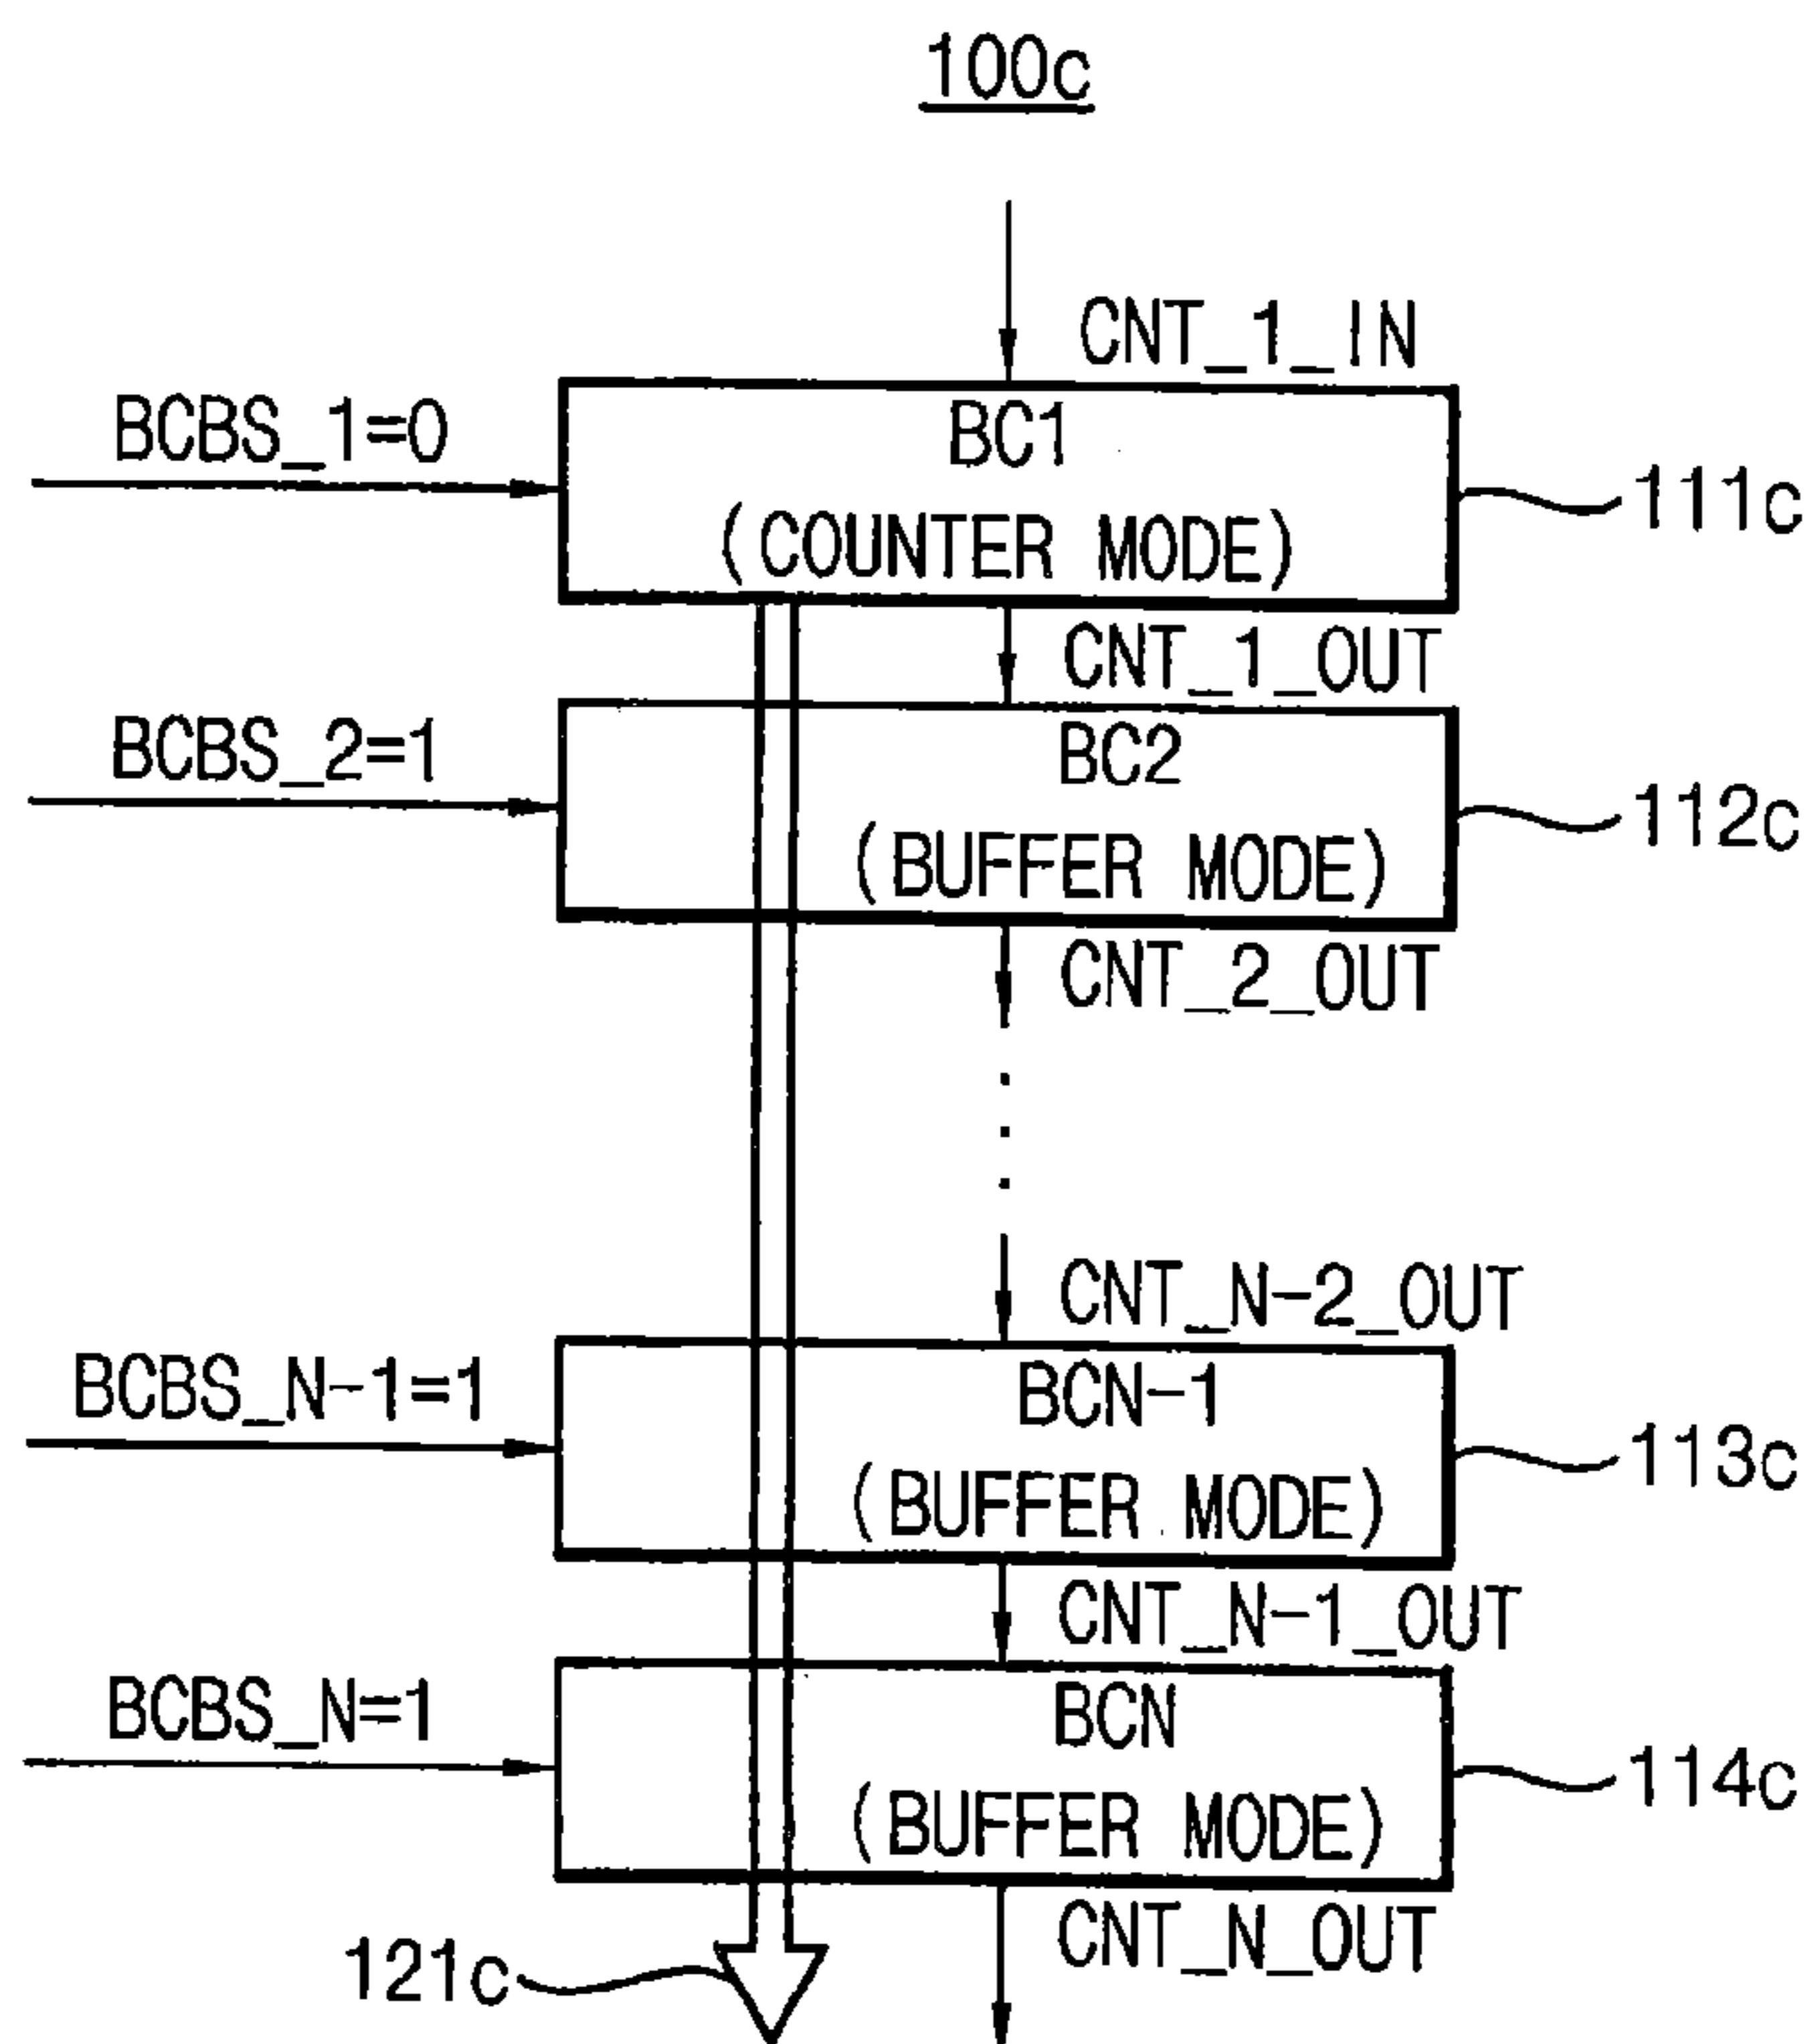 100c
CNT_1_IN
BCBS_1=0
BC1
(COUNTER MODE)
111c
CNT_1_OUT
BCBS_2=1
BC2
(BUFFER MODE)
112c
CNT_2_OUT
CNT_N-2_OUT
BCBS_N-1=1
BCN-1
(BUFFER MODE)
113c
CNT_N-1_OUT
BCBS_N=1
BCN
(BUFFER MODE)
114c
CNT_N_OUT
121c